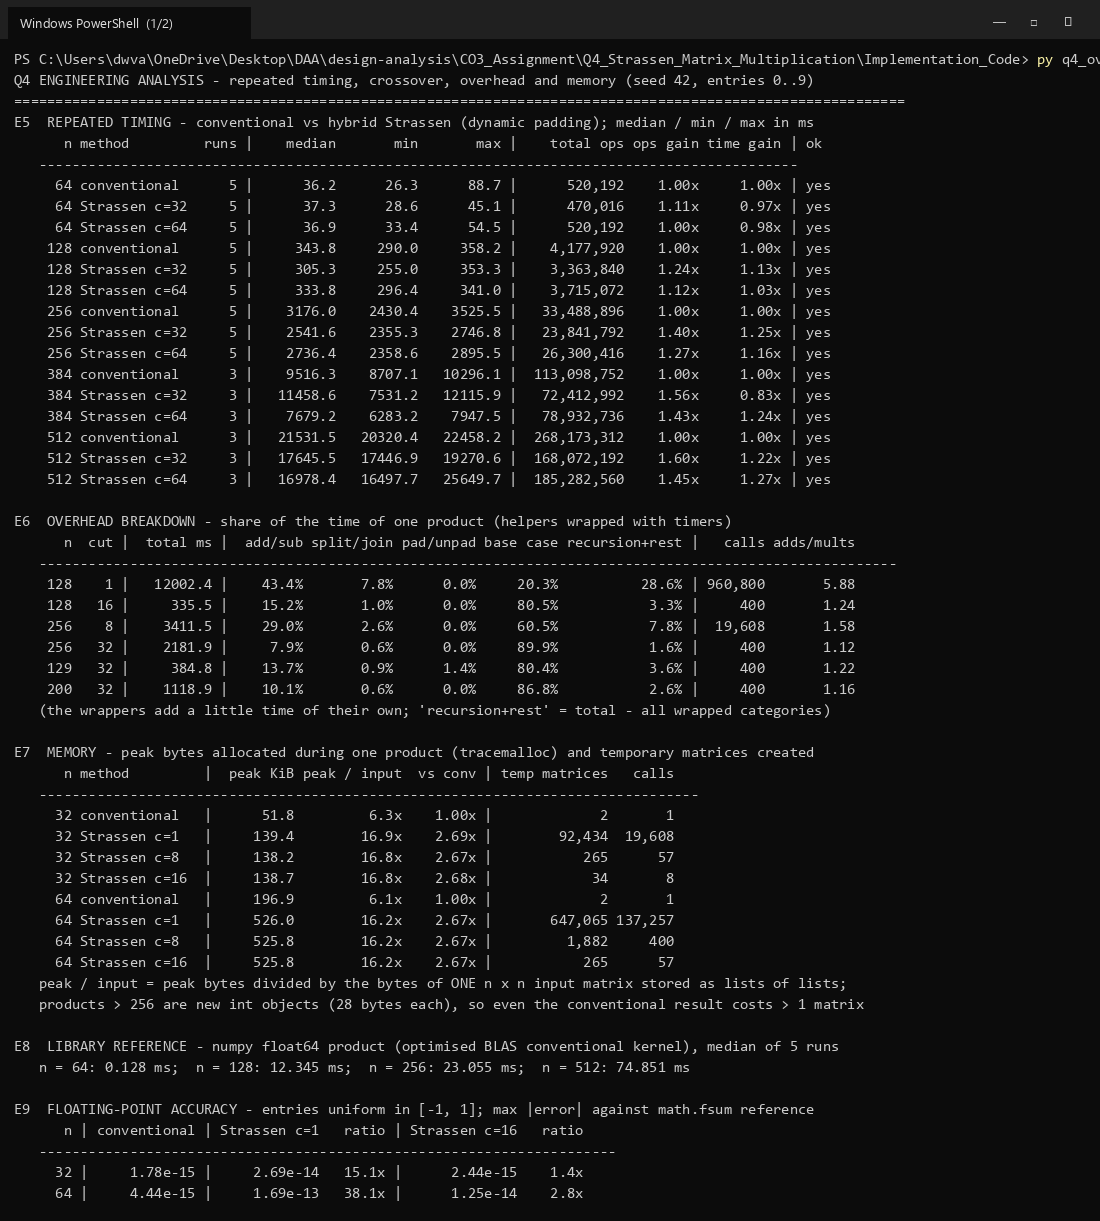 Windows PowerShell (1/2)
PS C:\Users\dwva\OneDrive\Desktop\DAA\design-analysis\CO3_Assignment\Q4_Strassen_Matrix_Multiplication\Implementation_Code> py q4_ov
Q4 ENGINEERING ANALYSIS - repeated timing, crossover, overhead and memory (seed 42, entries 0..9)
=============================================================================================================
E5  REPEATED TIMING - conventional vs hybrid Strassen (dynamic padding); median / min / max in ms
      n method         runs |    median       min       max |    total ops ops gain time gain | ok
   --------------------------------------------------------------------------------------------
     64 conventional      5 |      36.2      26.3      88.7 |      520,192    1.00x     1.00x | yes
     64 Strassen c=32     5 |      37.3      28.6      45.1 |      470,016    1.11x     0.97x | yes
     64 Strassen c=64     5 |      36.9      33.4      54.5 |      520,192    1.00x     0.98x | yes
    128 conventional      5 |     343.8     290.0     358.2 |    4,177,920    1.00x     1.00x | yes
    128 Strassen c=32     5 |     305.3     255.0     353.3 |    3,363,840    1.24x     1.13x | yes
    128 Strassen c=64     5 |     333.8     296.4     341.0 |    3,715,072    1.12x     1.03x | yes
    256 conventional      5 |    3176.0    2430.4    3525.5 |   33,488,896    1.00x     1.00x | yes
    256 Strassen c=32     5 |    2541.6    2355.3    2746.8 |   23,841,792    1.40x     1.25x | yes
    256 Strassen c=64     5 |    2736.4    2358.6    2895.5 |   26,300,416    1.27x     1.16x | yes
    384 conventional      3 |    9516.3    8707.1   10296.1 |  113,098,752    1.00x     1.00x | yes
    384 Strassen c=32     3 |   11458.6    7531.2   12115.9 |   72,412,992    1.56x     0.83x | yes
    384 Strassen c=64     3 |    7679.2    6283.2    7947.5 |   78,932,736    1.43x     1.24x | yes
    512 conventional      3 |   21531.5   20320.4   22458.2 |  268,173,312    1.00x     1.00x | yes
    512 Strassen c=32     3 |   17645.5   17446.9   19270.6 |  168,072,192    1.60x     1.22x | yes
    512 Strassen c=64     3 |   16978.4   16497.7   25649.7 |  185,282,560    1.45x     1.27x | yes
E6  OVERHEAD BREAKDOWN - share of the time of one product (helpers wrapped with timers)
      n  cut |  total ms |  add/sub split/join pad/unpad base case recursion+rest |   calls adds/mults
   --------------------------------------------------------------------------------------------------------
    128    1 |   12002.4 |    43.4%       7.8%      0.0%     20.3%          28.6% | 960,800       5.88
    128   16 |     335.5 |    15.2%       1.0%      0.0%     80.5%           3.3% |     400       1.24
    256    8 |    3411.5 |    29.0%       2.6%      0.0%     60.5%           7.8% |  19,608       1.58
    256   32 |    2181.9 |     7.9%       0.6%      0.0%     89.9%           1.6% |     400       1.12
    129   32 |     384.8 |    13.7%       0.9%      1.4%     80.4%           3.6% |     400       1.22
    200   32 |    1118.9 |    10.1%       0.6%      0.0%     86.8%           2.6% |     400       1.16
   (the wrappers add a little time of their own; 'recursion+rest' = total - all wrapped categories)
E7  MEMORY - peak bytes allocated during one product (tracemalloc) and temporary matrices created
      n method         |  peak KiB peak / input  vs conv | temp matrices   calls
   --------------------------------------------------------------------------------
     32 conventional   |      51.8         6.3x    1.00x |             2       1
     32 Strassen c=1   |     139.4        16.9x    2.69x |        92,434  19,608
     32 Strassen c=8   |     138.2        16.8x    2.67x |           265      57
     32 Strassen c=16  |     138.7        16.8x    2.68x |            34       8
     64 conventional   |     196.9         6.1x    1.00x |             2       1
     64 Strassen c=1   |     526.0        16.2x    2.67x |       647,065 137,257
     64 Strassen c=8   |     525.8        16.2x    2.67x |         1,882     400
     64 Strassen c=16  |     525.8        16.2x    2.67x |           265      57
   peak / input = peak bytes divided by the bytes of ONE n x n input matrix stored as lists of lists;
   products > 256 are new int objects (28 bytes each), so even the conventional result costs > 1 matrix
E8  LIBRARY REFERENCE - numpy float64 product (optimised BLAS conventional kernel), median of 5 runs
   n = 64: 0.128 ms;  n = 128: 12.345 ms;  n = 256: 23.055 ms;  n = 512: 74.851 ms
E9  FLOATING-POINT ACCURACY - entries uniform in [-1, 1]; max |error| against math.fsum reference
      n | conventional | Strassen c=1   ratio | Strassen c=16   ratio
   ----------------------------------------------------------------------
     32 |     1.78e-15 |     2.69e-14   15.1x |      2.44e-15    1.4x
     64 |     4.44e-15 |     1.69e-13   38.1x |      1.25e-14    2.8x